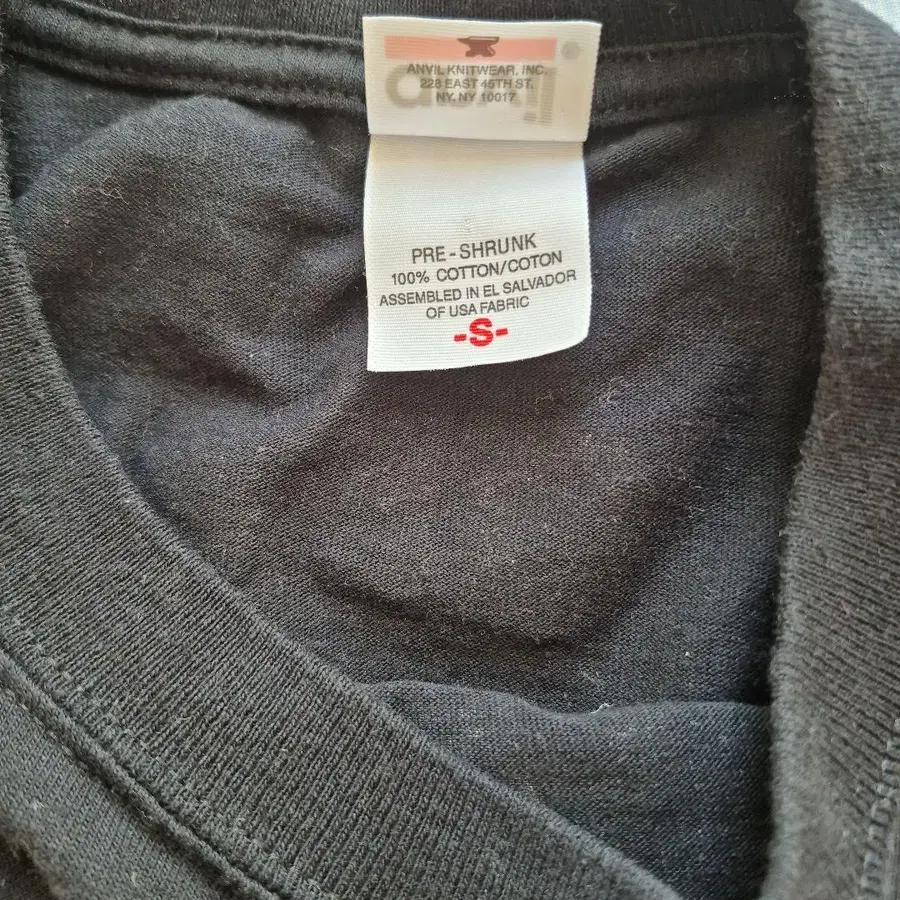 ANVIL KNITWEAR, INC.
228 EAST 45TH ST.
NY, NY 10017
PRE-SHRUNK
100% COTTON/COTON
ASSEMBLED IN EL SALVADOR
OF USA FABRIC
-S-